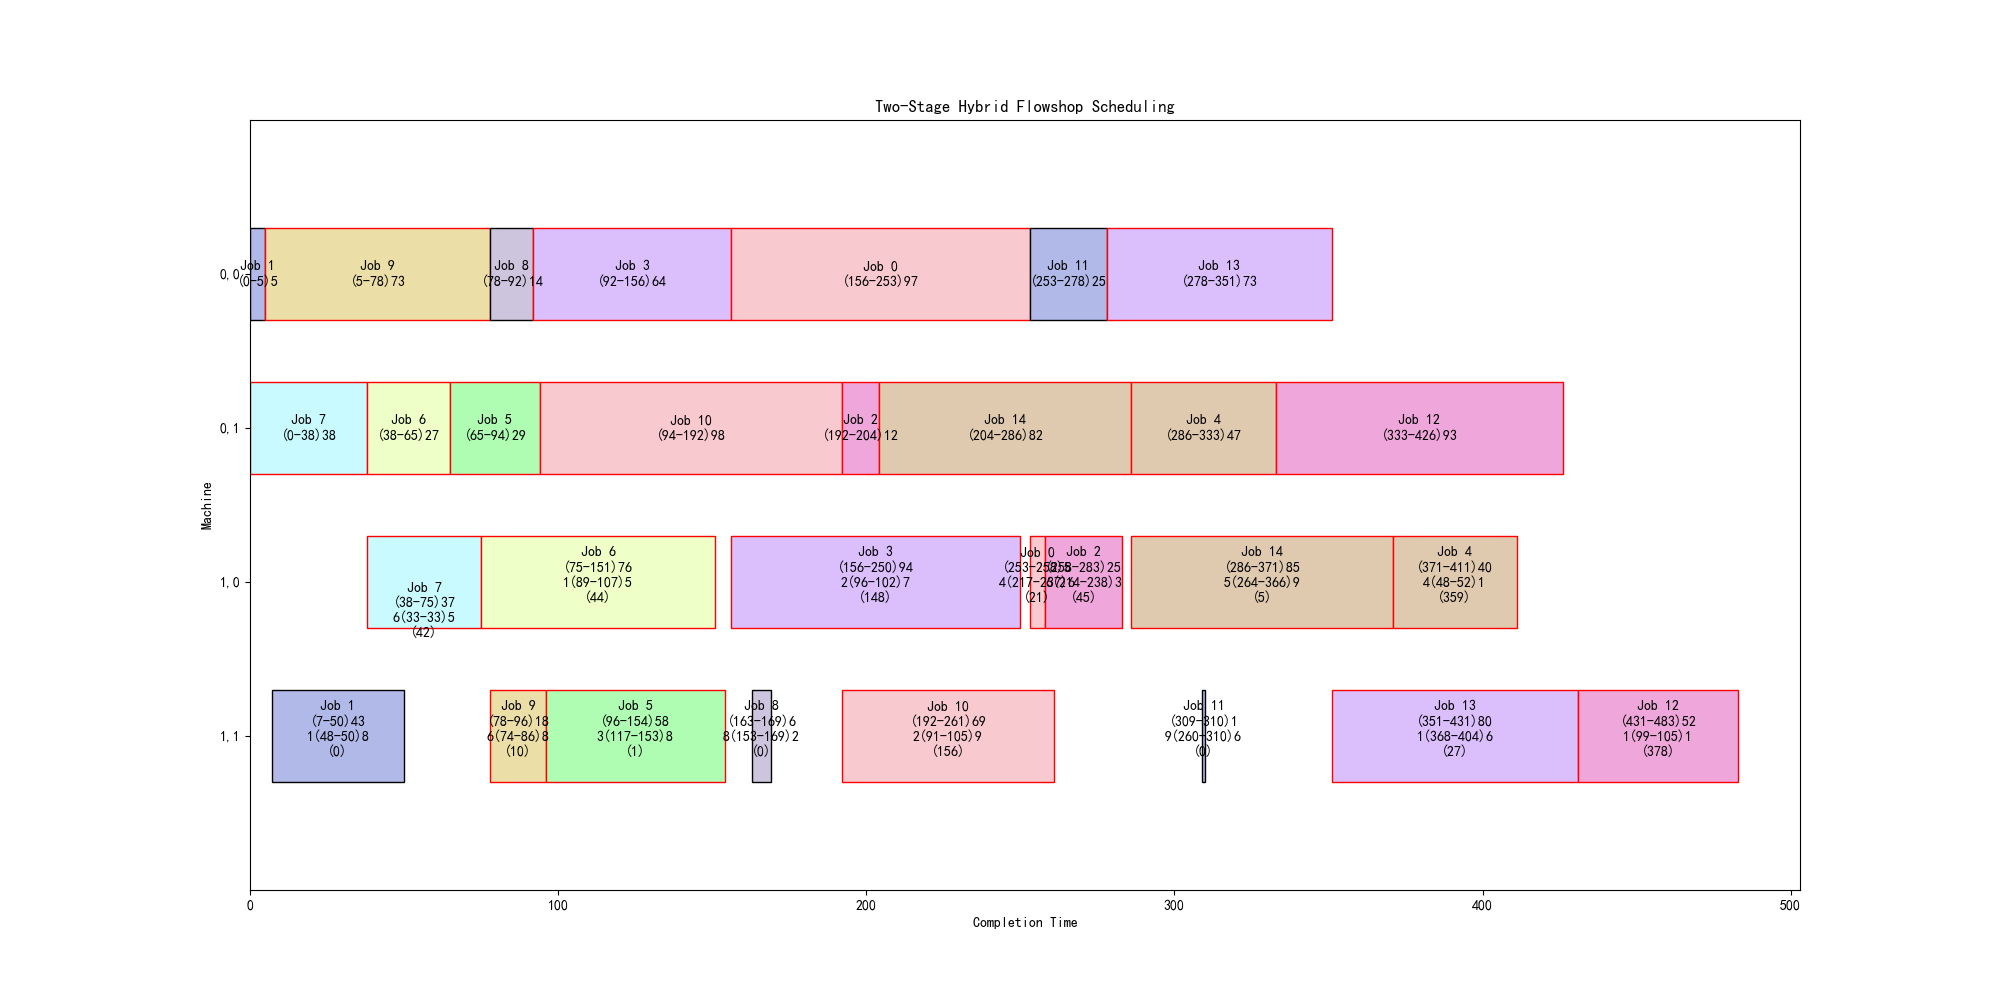 Two-Stage Hybrid Flowshop Scheduling
0,0
Job 1
(0-5)5
Job 9
(5-78)73
Job 8
(78-92)14
Job 3
(92-156)64
Job 0
(156-253)97
Job 11
(253-278)25
Job 13
(278-351)73
0,1
Job 7
(0-38)38
Job 6
(38-65)27
Job 5
(65-94)29
Job 10
(94-192)98
Job 2
(192-204)12
Job 14
(204-286)82
Job 4
(286-333)47
Job 12
(333-426)93
Machine
1,0
Job 7
(38-75)37
6(33-33)5
(42)
Job 6
(75-151)76
1(89-107)5
(44)
Job 3
(156-250)94
2(96-102)7
(148)
Job 0
(253-258)5
(21)
Job 2
(258-283)25
(45)
Job 14
(286-371)85
5(264-366)9
(5)
Job 4
(371-411)40
4(48-52)1
(359)
1,1
Job 1
(7-50)43
1(48-50)8
(0)
Job 9
(78-96)18
6(74-86)8
(10)
Job 5
(96-154)58
3(117-153)8
(1)
Job 8
(163-169)6
8(153-169)2
(0)
Job 10
(192-261)69
2(91-105)9
(156)
Job 11
(309-310)1
9(260-310)6
(0)
Job 13
(351-431)80
1(368-404)6
(27)
Job 12
(431-483)52
1(99-105)1
(378)
0
100
200
300
400
500
Completion Time